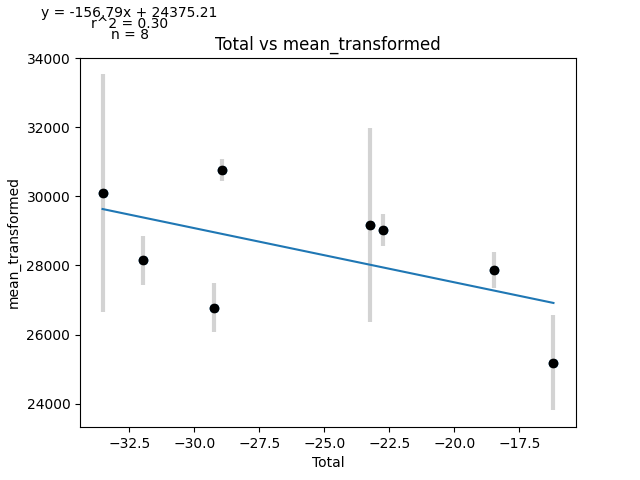 y = -156.79x + 24375.21
r^2 = 0.30
n = 8
Total vs mean_transformed
34000
32000
30000
28000
26000
24000
mean_transformed
−32.5 −30.0 −27.5 −25.0 −22.5 −20.0 −17.5
Total